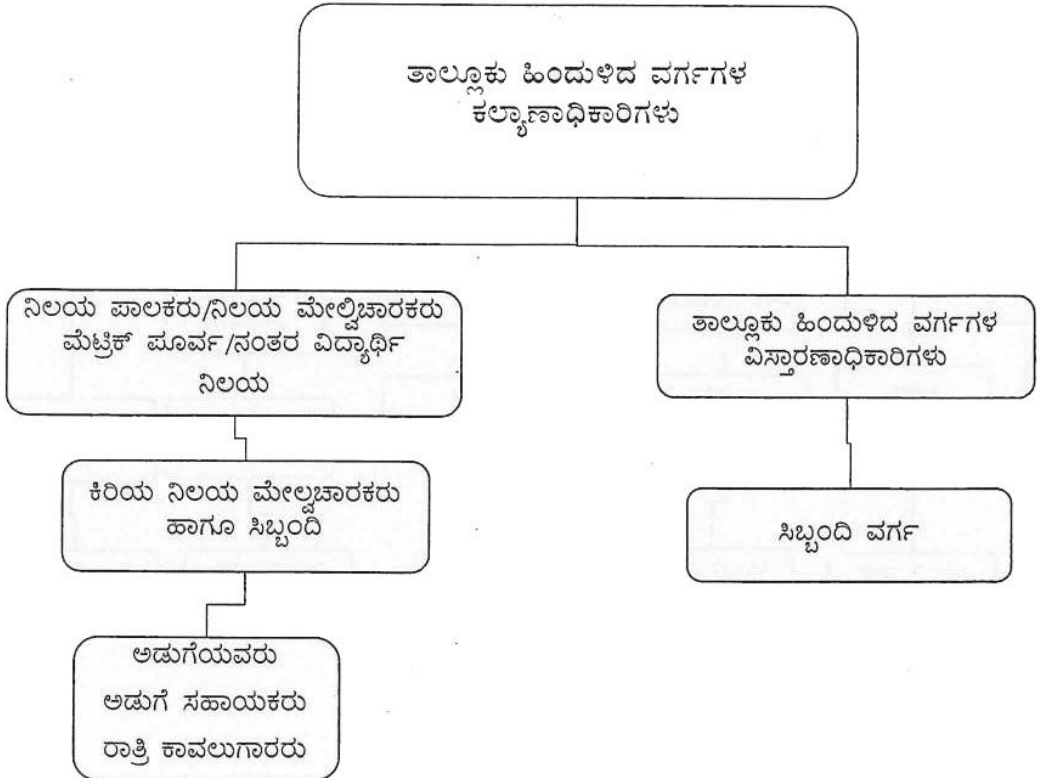 ತಾಲ್ಲೂಕು ಹಿಂದುಳಿದ ವರ್ಗಗಳ
ಕಲ್ಯಾಣಾಧಿಕಾರಿಗಳು
ನಿಲಯ ಪಾಲಕರು/ನಿಲಯ ಮೇಲ್ವಿಚಾರಕರು
ಮೆಟ್ರಿಕ್ ಪೂರ್ವ/ನಂತರ ವಿದ್ಯಾರ್ಥಿ
ನಿಲಯ
ತಾಲ್ಲೂಕು ಹಿಂದುಳಿದ ವರ್ಗಗಳ
ವಿಸ್ತಾರಣಾಧಿಕಾರಿಗಳು
ಕಿರಿಯ ನಿಲಯ ಮೇಲ್ವಚಾರಕರು
ಹಾಗೂ ಸಿಬ್ಬಂದಿ
ಸಿಬ್ಬಂದಿ ವರ್ಗ
ಅಡುಗೆಯವರು
ಅಡುಗೆ ಸಹಾಯಕರು
ರಾತ್ರಿ ಕಾವಲುಗಾರರು